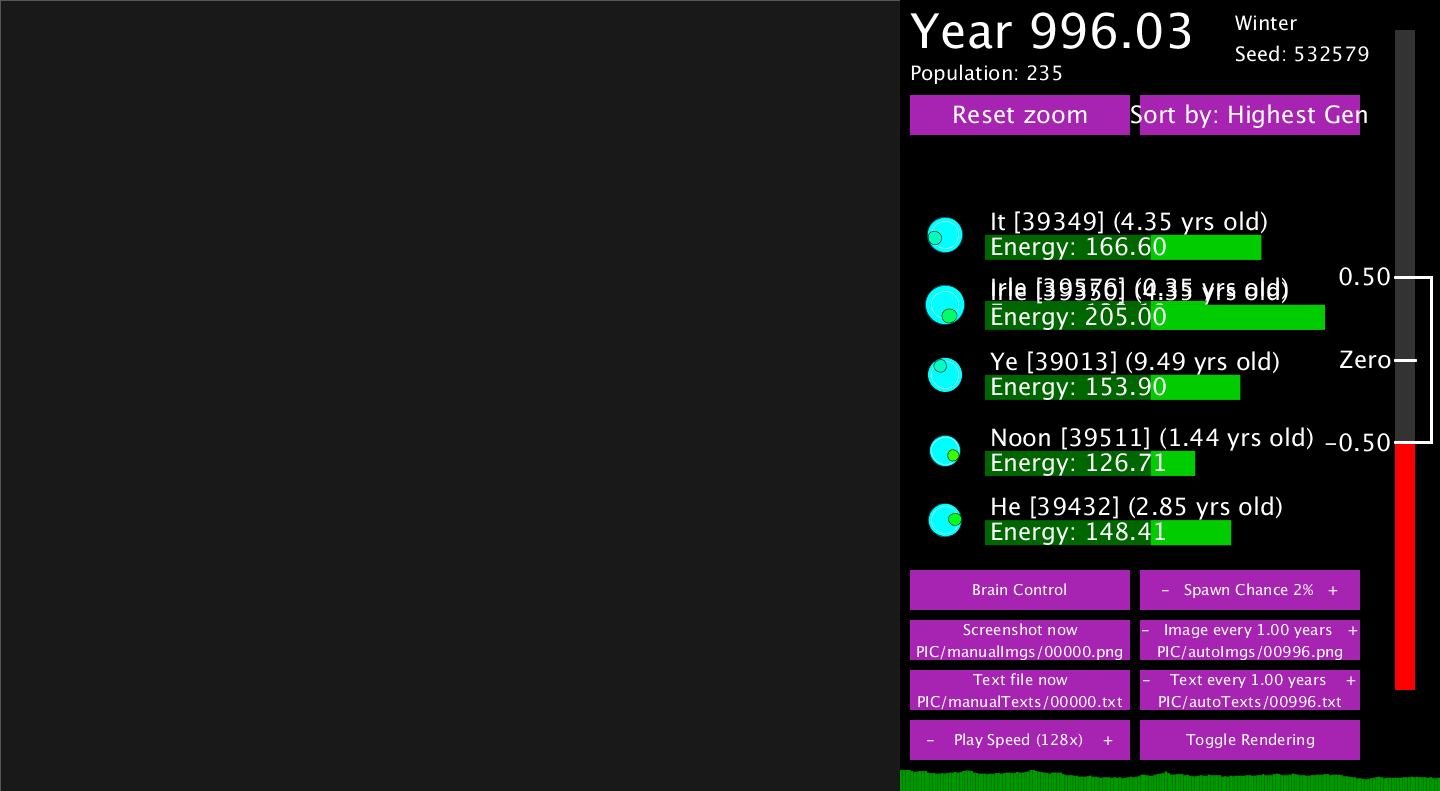 Year 996.03
Winter
Seed: 532579
Population: 235
Reset zoom
Sort by: Highest Gen
It [39349] (4.35 yrs old)
Energy: 166.60
Irle [39350] (4.35 yrs old)
Energy: 205.00
Ye [39013] (9.49 yrs old)
Energy: 153.90
Noon [39511] (1.44 yrs old)
Energy: 126.71
He [39432] (2.85 yrs old)
Energy: 148.41
0.50
Zero
−0.50
Brain Control
- Spawn Chance 2% +
Screenshot now
PIC/manualImgs/00000.png
- Image every 1.00 years +
PIC/autoImgs/00996.png
Text file now
PIC/manualTexts/00000.txt
- Text every 1.00 years +
PIC/autoTexts/00996.txt
- Play Speed (128x) +
Toggle Rendering